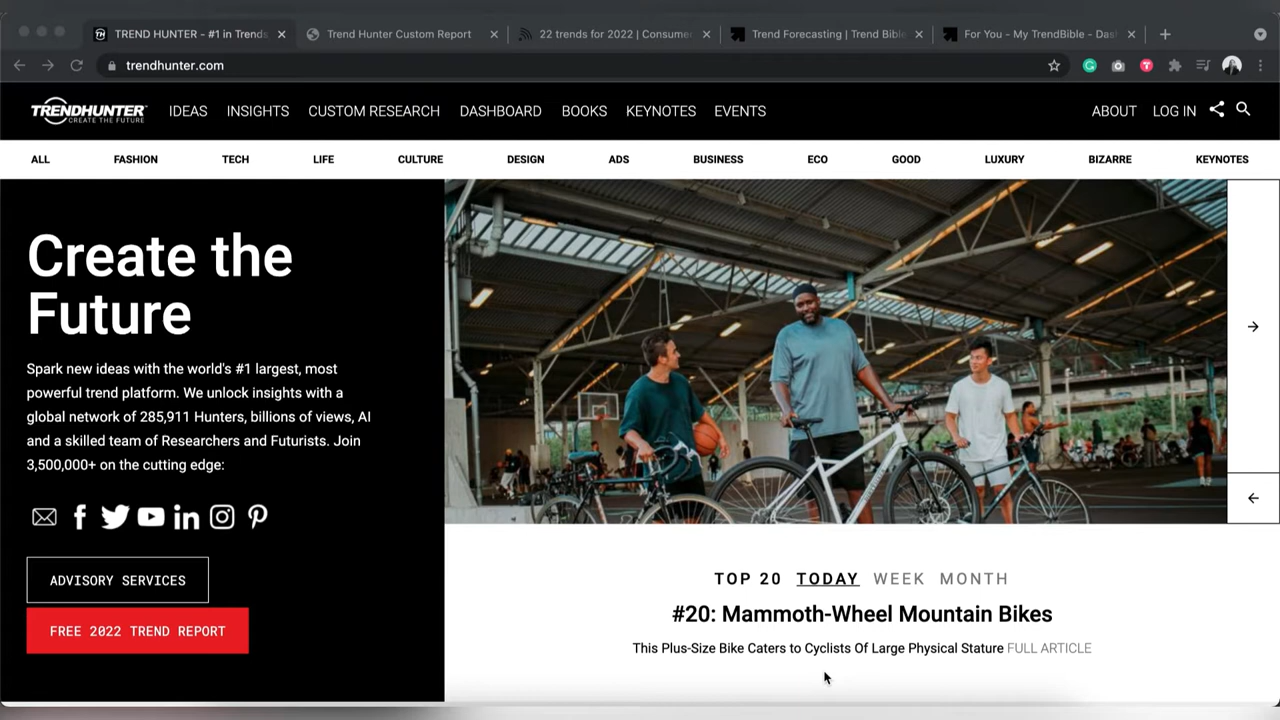 TREND HUNTER - #1 in Trends
Trend Hunter Custom Report
22 trends for 2022 | Consumer
Trend Forecasting | Trend Bible
For You - My TrendBible - Das
trendhunter.com
TRENDHUNTER
CREATE THE FUTURE
IDEAS INSIGHTS CUSTOM RESEARCH DASHBOARD BOOKS KEYNOTES EVENTS ABOUT LOG IN
ALL FASHION TECH LIFE CULTURE DESIGN ADS BUSINESS ECO GOOD LUXURY BIZARRE KEYNOTES
Create the
Future
Spark new ideas with the world's #1 largest, most
powerful trend platform. We unlock insights with a
global network of 285,911 Hunters, billions of views, AI
and a skilled team of Researchers and Futurists. Join
3,500,000+ on the cutting edge:
ADVISORY SERVICES
FREE 2022 TREND REPORT
TOP 20 TODAY WEEK MONTH
#20: Mammoth-Wheel Mountain Bikes
This Plus-Size Bike Caters to Cyclists Of Large Physical Stature FULL ARTICLE